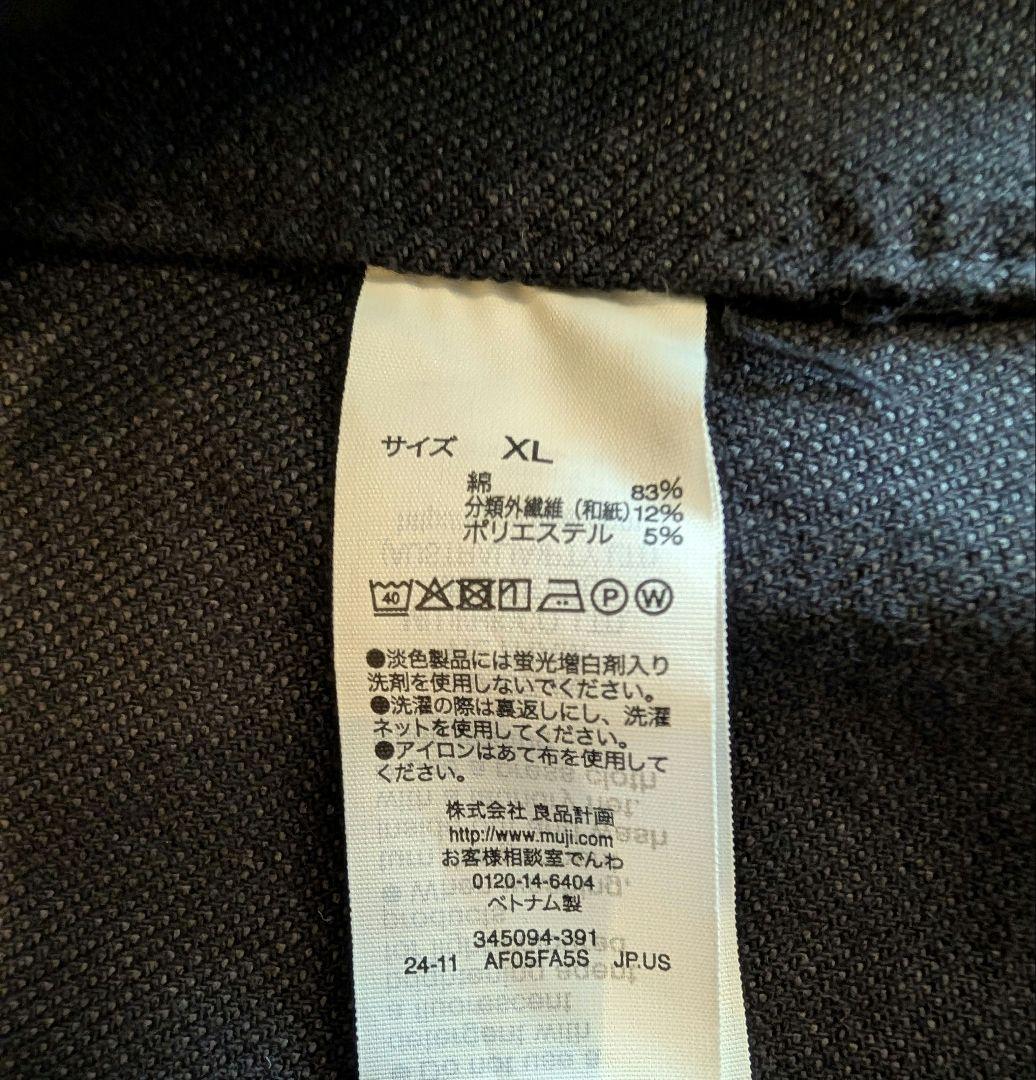 サイズ XL
綿 83%
分類外繊維（和紙）12%
ポリエステル 5%
40 P W
●淡色製品には蛍光増白剤入り
洗剤を使用しないでください。
●洗濯の際は裏返しにし、洗濯
ネットを使用してください。
●アイロンはあて布を使用して
ください。
株式会社 良品計画
http://www.muji.com
お客様相談室でんわ
0120-14-6404
ベトナム製
345094-391
24-11 AF05FA5S JP.US